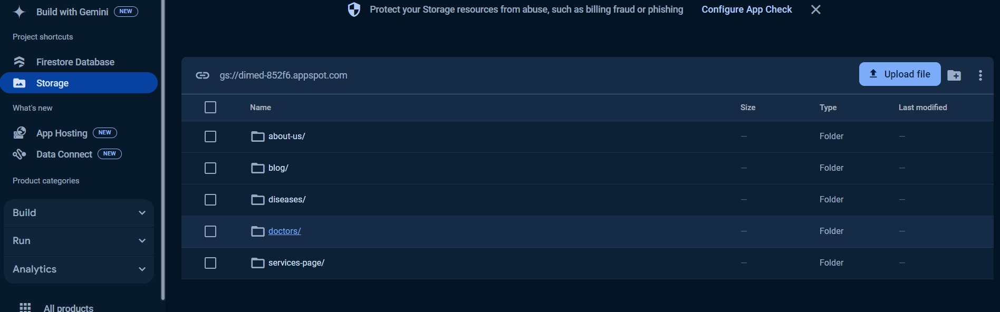 Build with Gemini NEW
Project shortcuts
Firestore Database
Storage
What's new
App Hosting NEW
Data Connect NEW
Product categories
Build
Run
Analytics
All products
Protect your Storage resources from abuse, such as billing fraud or phishing Configure App Check
gs://dimed-852f6.appspot.com Upload file
Name Size Type Last modified
about-us/ — Folder —
blog/ — Folder —
diseases/ — Folder —
doctors/ — Folder —
services-page/ — Folder —